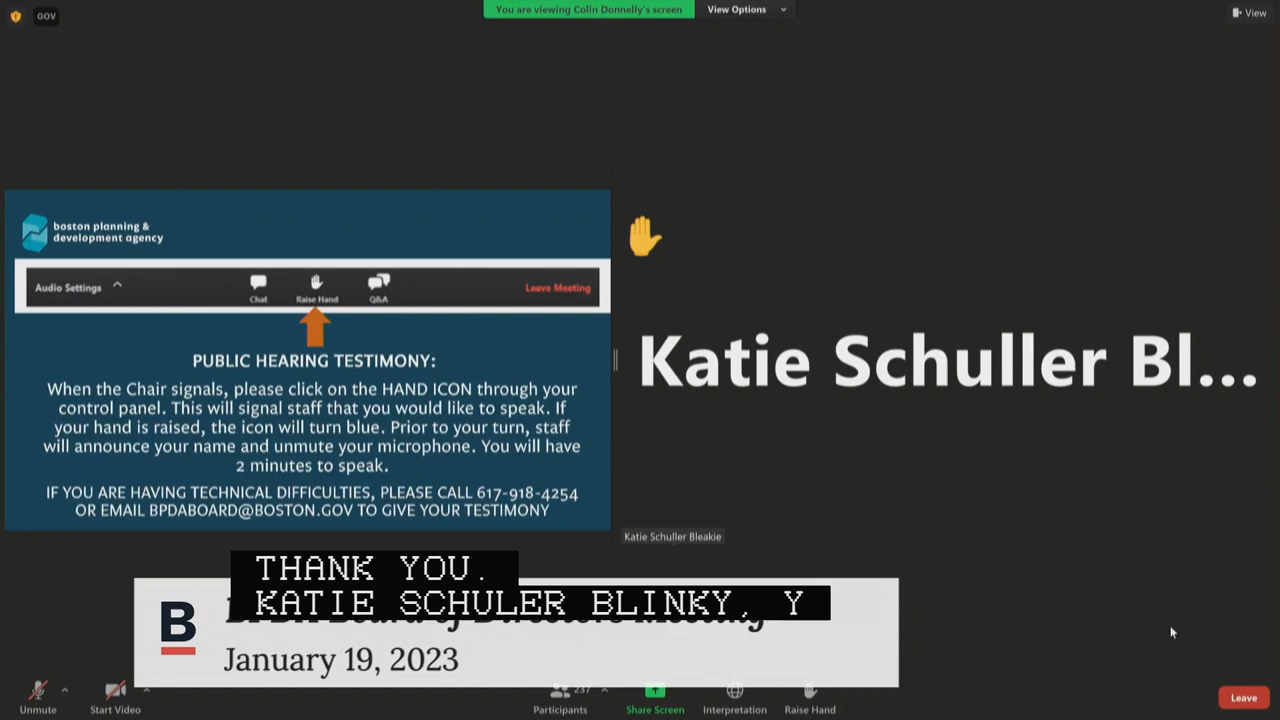 GOV
You are viewing Colin Donnelly's screen
View Options
View
boston planning &
development agency
Audio Settings
Chat
Raise Hand
Q&A
Leave Meeting
PUBLIC HEARING TESTIMONY:
When the Chair signals, please click on the HAND ICON through your
control panel. This will signal staff that you would like to speak. If
your hand is raised, the icon will turn blue. Prior to your turn, staff
will announce your name and unmute your microphone. You will have
2 minutes to speak.
IF YOU ARE HAVING TECHNICAL DIFFICULTIES, PLEASE CALL 617-918-4254
OR EMAIL BPDABOARD@BOSTON.GOV TO GIVE YOUR TESTIMONY
Katie Schuller Bl...
Katie Schuller Bleakie
THANK YOU.
KATIE SCHULER BLINKY, Y
B
BPDA Board of Directors Meeting
January 19, 2023
Unmute
Start Video
237
Participants
Share Screen
Interpretation
Raise Hand
Leave